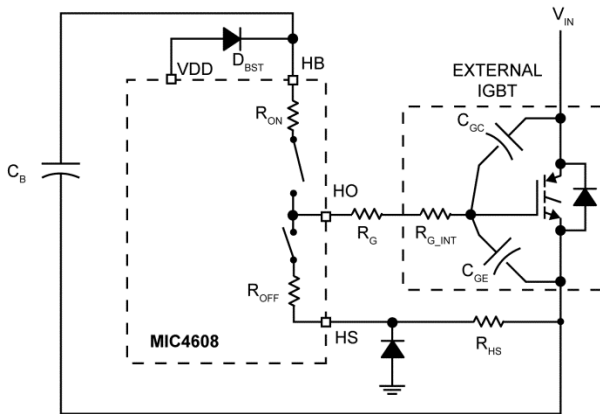 V_IN
D_BST
VDD
HB
EXTERNAL
IGBT
R_ON
C_GC
C_B
HO
R_G
R_G_INT
C_GE
R_OFF
MIC4608
HS
R_HS